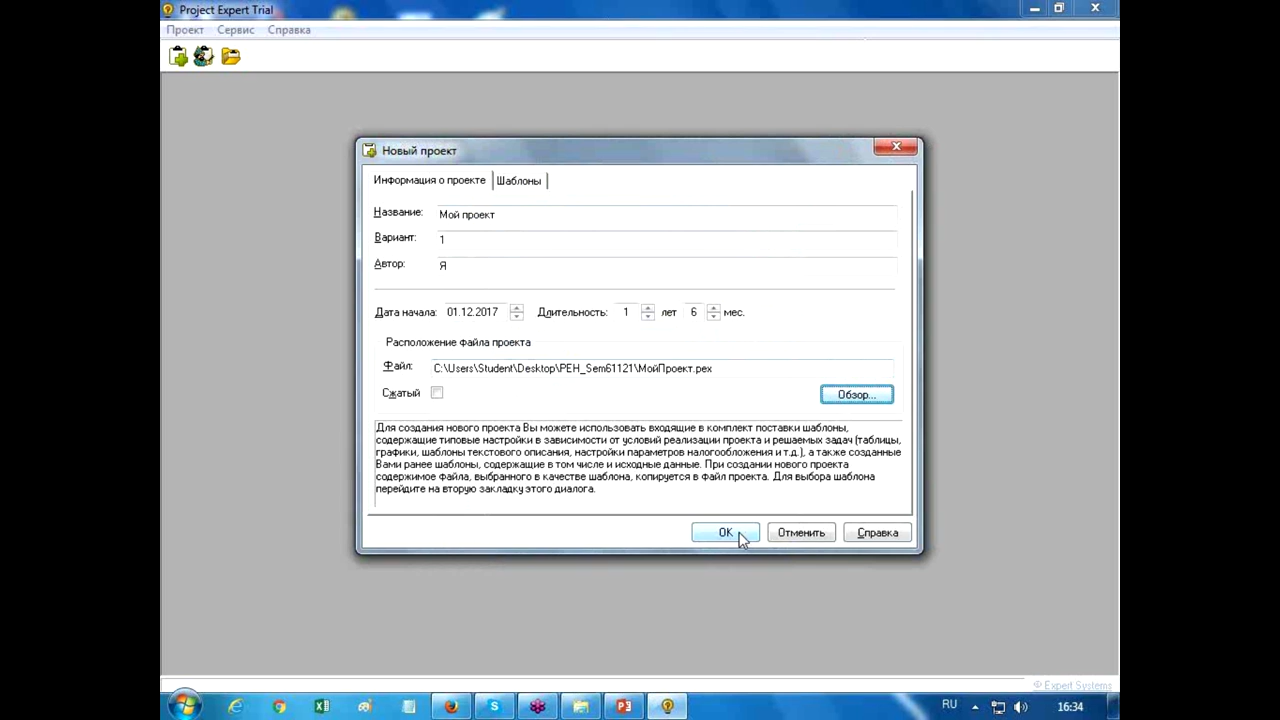 Project Expert Trial
Проект Сервис Справка
Новый проект
Информация о проекте Шаблоны
Название: Мой проект
Вариант: 1
Автор: Я
Дата начала: 01.12.2017 Длительность: 1 лет 6 мес.
Расположение файла проекта
Файл: C:\Users\Student\Desktop\PEH_Sem61121\МойПроект.pex
Сжатый
Обзор...
Для создания нового проекта Вы можете использовать входящие в комплект поставки шаблоны,
содержащие типовые настройки в зависимости от условий реализации проекта и решаемых задач (таблицы,
графики, шаблоны текстового описания, настройки параметров налогообложения и т.д.), а также созданные
Вами ранее шаблоны, содержащие в том числе и исходные данные. При создании нового проекта
содержимое файла, выбранного в качестве шаблона, копируется в файл проекта. Для выбора шаблона
перейдите на вторую закладку этого диалога.
OK Отменить Справка
© Expert Systems
RU 16:34